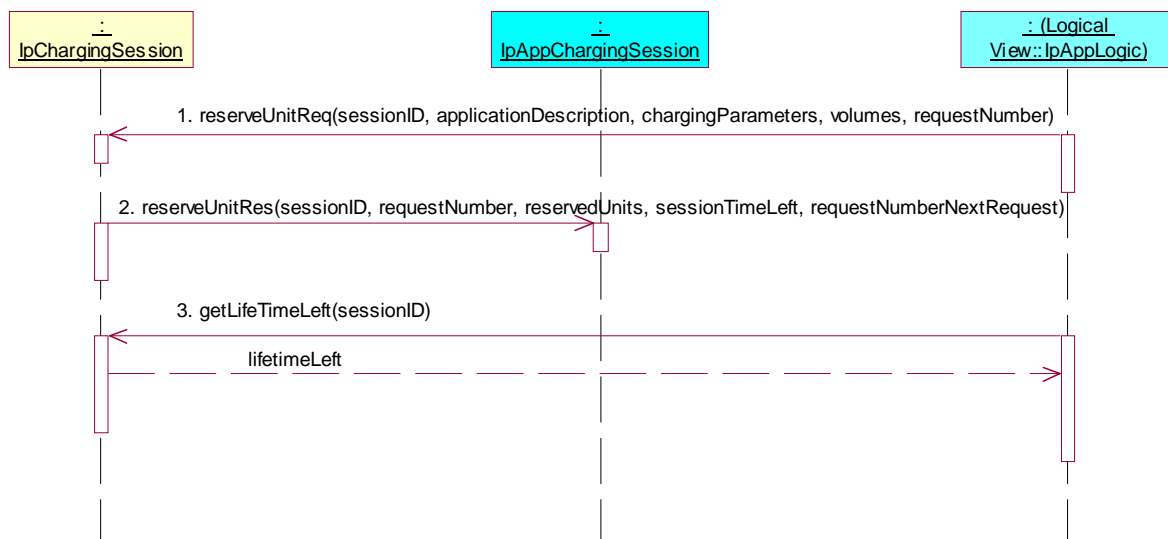 :
IpChargingSession
:
IpAppChargingSession
: (Logical
View::IpAppLogic)
1. reserveUnitReq(sessionID, applicationDescription, chargingParameters, volumes, requestNumber)
2. reserveUnitRes(sessionID, requestNumber, reservedUnits, sessionTimeLeft, requestNumberNextRequest)
3. getLifeTimeLeft(sessionID)
lifetimeLeft